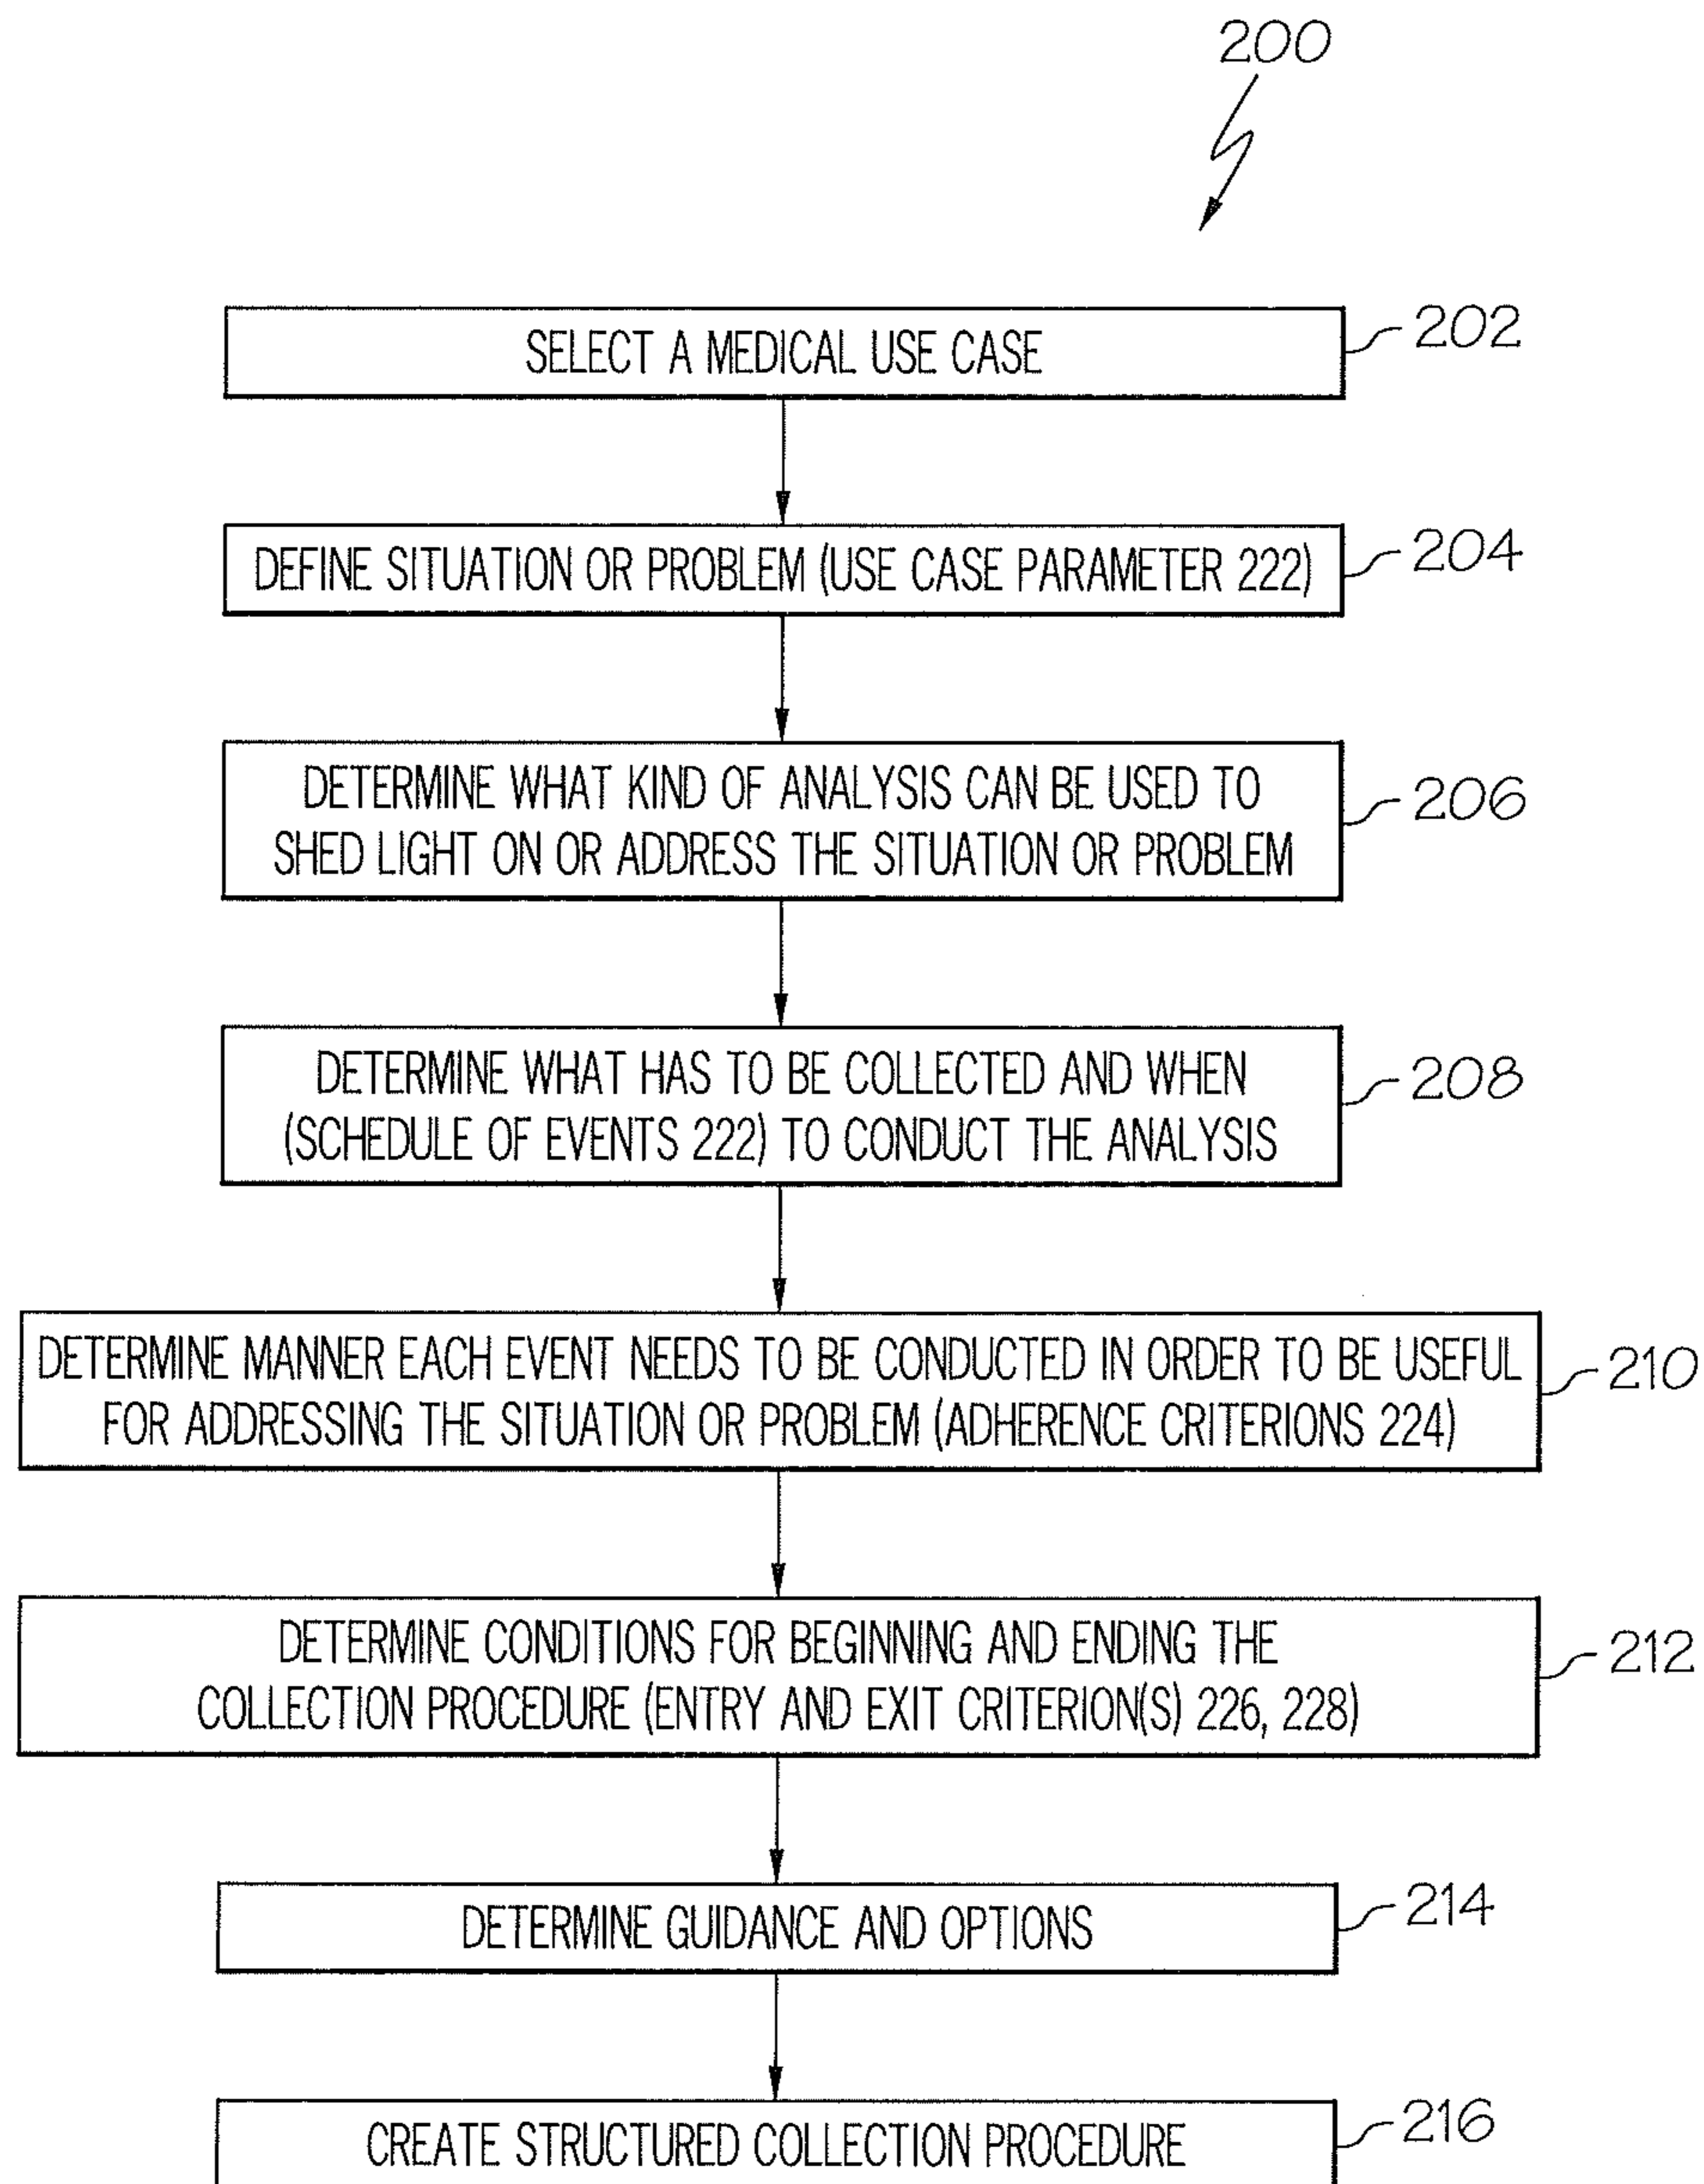 200
SELECT A MEDICAL USE CASE
202
DEFINE SITUATION OR PROBLEM (USE CASE PARAMETER 222)
204
DETERMINE WHAT KIND OF ANALYSIS CAN BE USED TO
SHED LIGHT ON OR ADDRESS THE SITUATION OR PROBLEM
206
DETERMINE WHAT HAS TO BE COLLECTED AND WHEN
(SCHEDULE OF EVENTS 222) TO CONDUCT THE ANALYSIS
208
DETERMINE MANNER EACH EVENT NEEDS TO BE CONDUCTED IN ORDER TO BE USEFUL
FOR ADDRESSING THE SITUATION OR PROBLEM (ADHERENCE CRITERIONS 224)
210
DETERMINE CONDITIONS FOR BEGINNING AND ENDING THE
COLLECTION PROCEDURE (ENTRY AND EXIT CRITERION(S) 226, 228)
212
DETERMINE GUIDANCE AND OPTIONS
214
CREATE STRUCTURED COLLECTION PROCEDURE
216